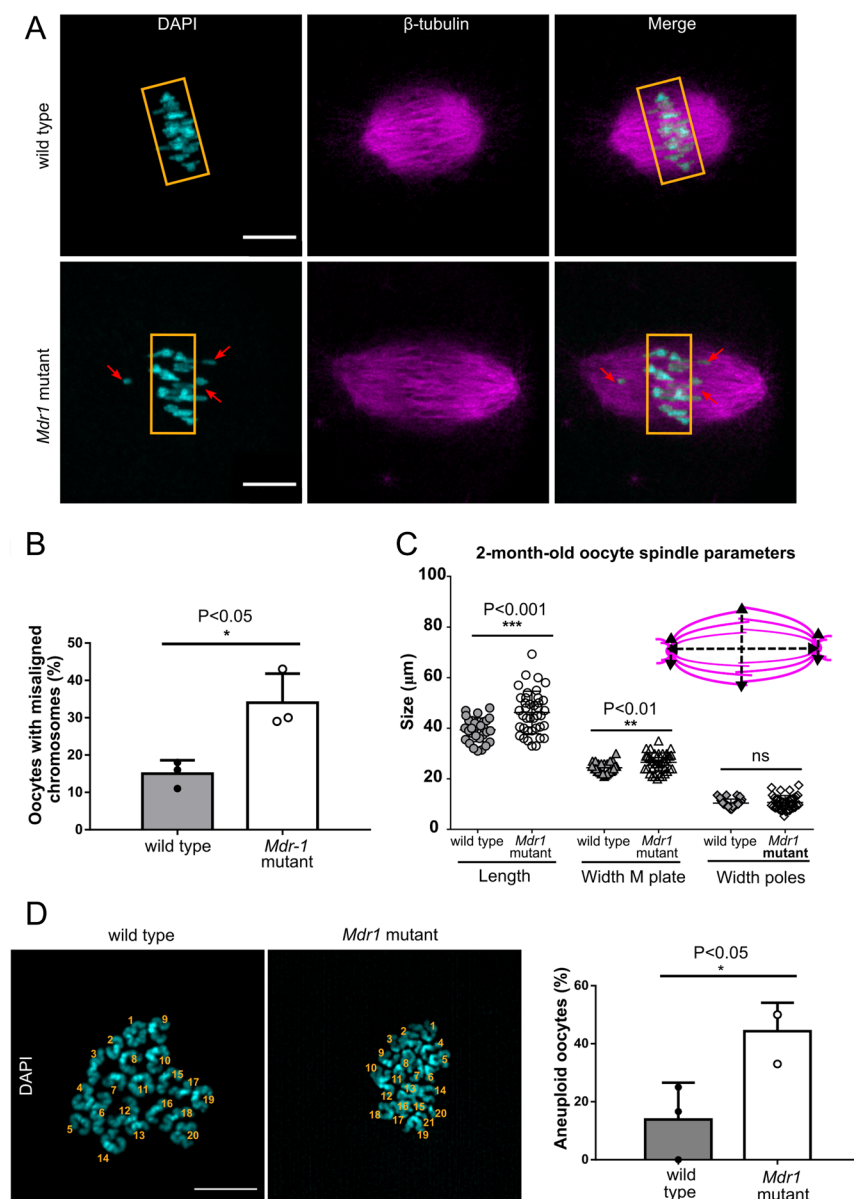 A
DAPI
β-tubulin
Merge
wild type
Mdr1 mutant
B
P<0.05
*
Oocytes with misaligned
chromosomes (%)
50
40
30
20
10
0
wild type
Mdr-1
mutant
C
2-month-old oocyte spindle parameters
Size (µm)
100
80
60
40
20
0
P<0.001
***
P<0.01
**
ns
wild type
Mdr1
mutant
wild type
Mdr1
mutant
wild type
Mdr1
mutant
Length
Width M plate
Width poles
D
wild type
Mdr1 mutant
DAPI
1
9
2
3
8
10
15
17
4
7
11
19
6
12
16
18
5
13
20
14
1
2
3
4
9
5
8
10
7
6
11
13
14
12
16
15
20
18
17
21
19
P<0.05
*
Aneuploid oocytes (%)
60
40
20
0
wild
type
Mdr1
mutant